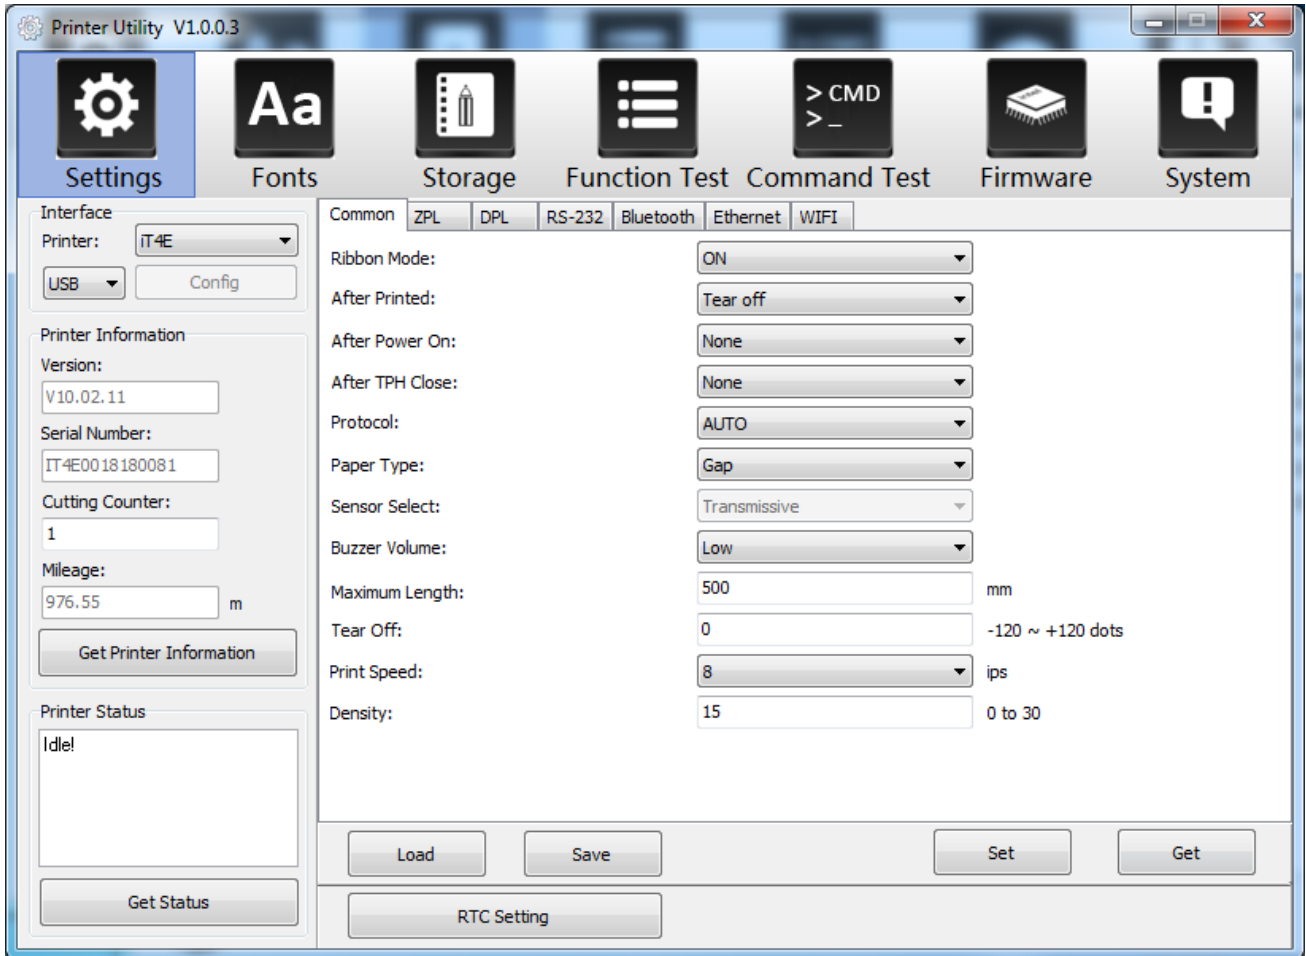 Printer Utility V1.0.0.3
Aa
> CMD
> _
Settings Fonts Storage Function Test Command Test Firmware System
Interface
Printer: iT4E
USB Config
Printer Information
Version:
V10.02.11
Serial Number:
IT4E0018180081
Cutting Counter:
1
Mileage:
976.55 m
Get Printer Information
Printer Status
Idle!
Get Status
Common ZPL DPL RS-232 Bluetooth Ethernet WIFI
Ribbon Mode: ON
After Printed: Tear off
After Power On: None
After TPH Close: None
Protocol: AUTO
Paper Type: Gap
Sensor Select: Transmissive
Buzzer Volume: Low
Maximum Length: 500 mm
Tear Off: 0 -120 ~ +120 dots
Print Speed: 8 ips
Density: 15 0 to 30
Load Save Set Get
RTC Setting